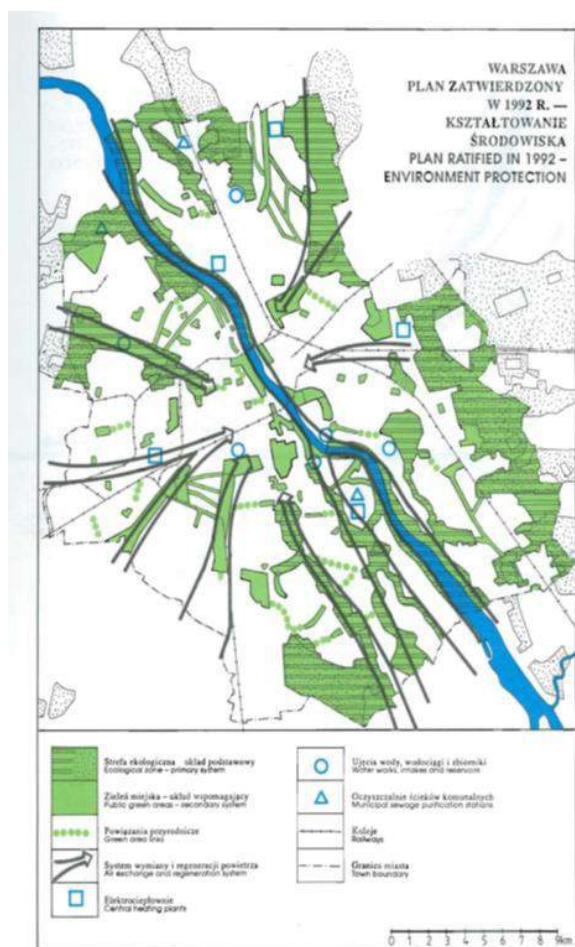 WARSZAWA
PLAN ZATWIERDZONY
W 1992 R. —
KSZTAŁTOWANIE
ŚRODOWISKA
PLAN RATIFIED IN 1992 –
ENVIRONMENT PROTECTION
Strefa ekologiczna – układ podstawowy
Ecological zone – primary system
Zieleń miejska – układ wspomagający
Public green areas – secondary system
Powiązania przyrodnicze
Green area links
System wymiany i regeneracji powietrza
Air exchange and regeneration system
Elektrociepłownie
Central heating plants
Ujęcia wody, wodociągi i zbiorniki
Water works, intakes and reservoirs
Oczyszczalnie ścieków komunalnych
Municipal sewage purification stations
Koleje
Railways
Granica miasta
Town boundary
0 1 2 3 4 5 6 7 8 9km